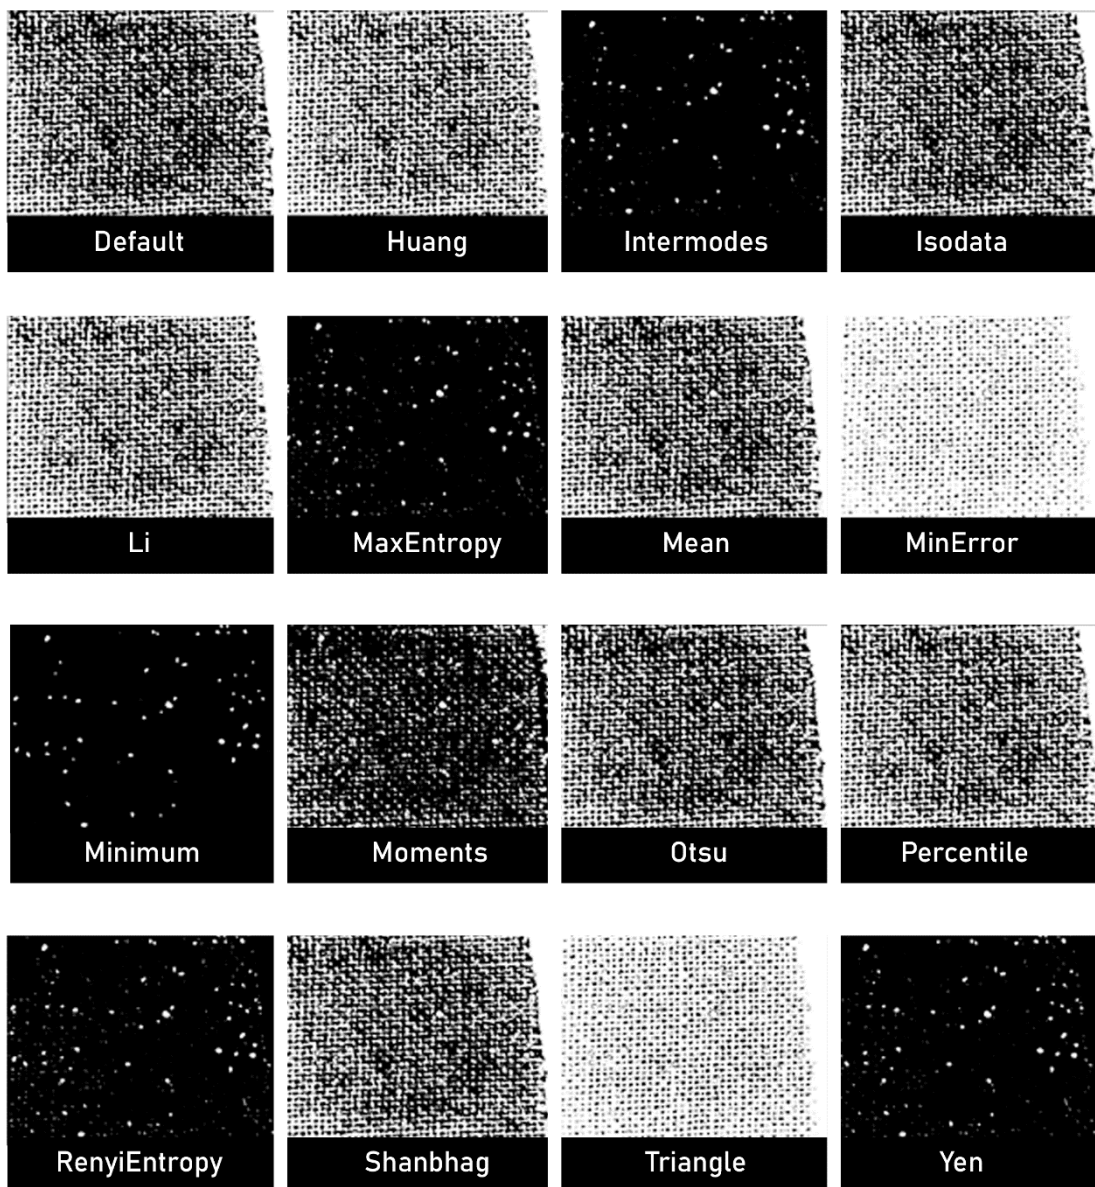 Default
Huang
Intermodes
Isodata
Li
MaxEntropy
Mean
MinError
Minimum
Moments
Otsu
Percentile
RenyiEntropy
Shanbhag
Triangle
Yen